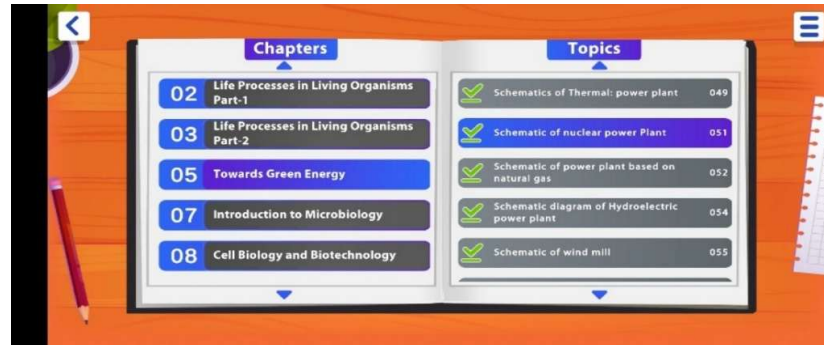 Chapters
02 Life Processes in Living Organisms
Part-1
03 Life Processes in Living Organisms
Part-2
05 Towards Green Energy
07 Introduction to Microbiology
08 Cell Biology and Biotechnology
Topics
Schematics of Thermal: power plant 049
Schematic of nuclear power Plant 051
Schematic of power plant based on
natural gas 052
Schematic diagram of Hydroelectric
power plant 054
Schematic of wind mill 055